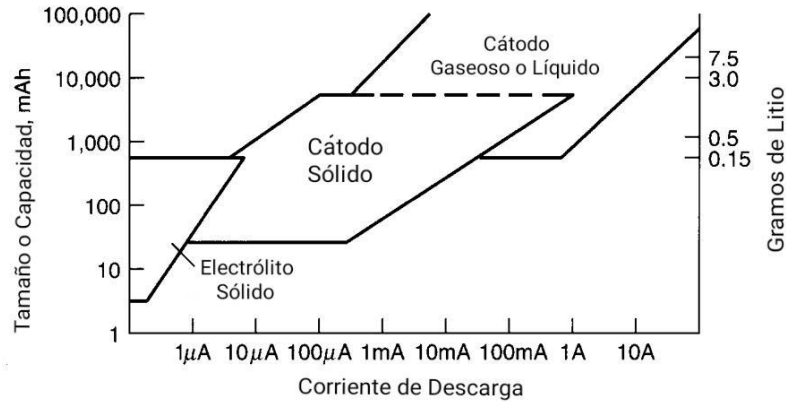 100,000
10,000
1,000
100
10
1
Tamaño o Capacidad, mAh
Cátodo
Gaseoso o Líquido
Cátodo
Sólido
Electrólito
Sólido
7.5
3.0
0.5
0.15
Gramos de Litio
1μA 10μA 100μA 1mA 10mA 100mA 1A 10A
Corriente de Descarga